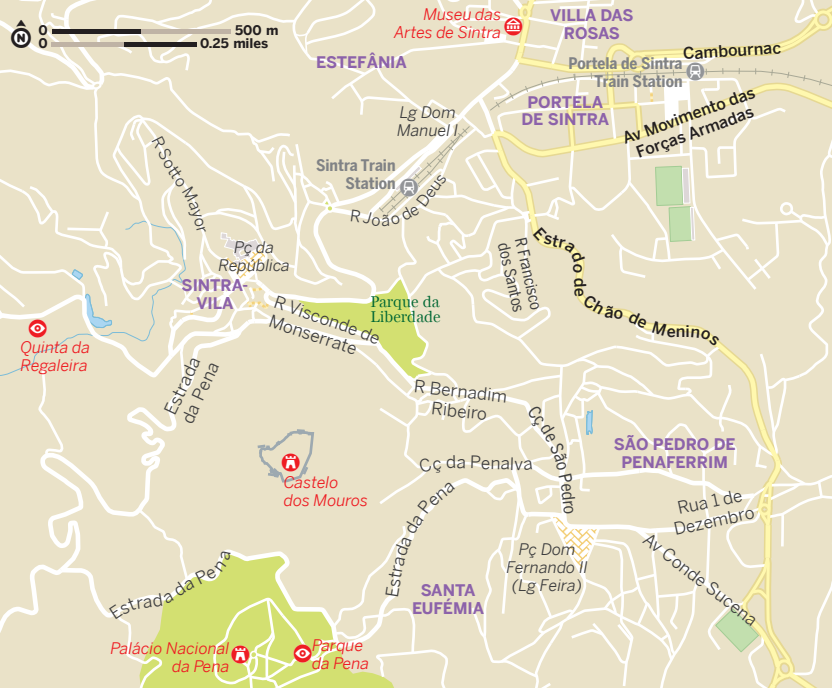 0 500 m
0 0.25 miles
N
Museu das
Artes de Sintra
VILLA DAS
ROSAS
ESTEFÂNIA
Cambournac
Portela de Sintra
Train Station
PORTELA
DE SINTRA
Lg Dom
Manuel I
Av Movimento das
Forças Armadas
R Sotto Mayor
Sintra Train
Station
R João de Deus
Pç da
República
Estrado de Chão de Meninos
R Francisco
dos Santos
SINTRA-
VILA
Parque da
Liberdade
R Visconde de
Monserrate
Quinta da
Regaleira
Estrada
da Pena
R Bernadim
Ribeiro
Cç de São Pedro
SÃO PEDRO DE
PENAFERRIM
Cç da Penalva
Castelo
dos Mouros
Rua 1 de
Dezembro
Estrada da Pena
Pç Dom
Fernando II
(Lg Feira)
Av Conde Sucena
Estrada da Pena
SANTA
EUFÉMIA
Palácio Nacional
da Pena
Parque
da Pena